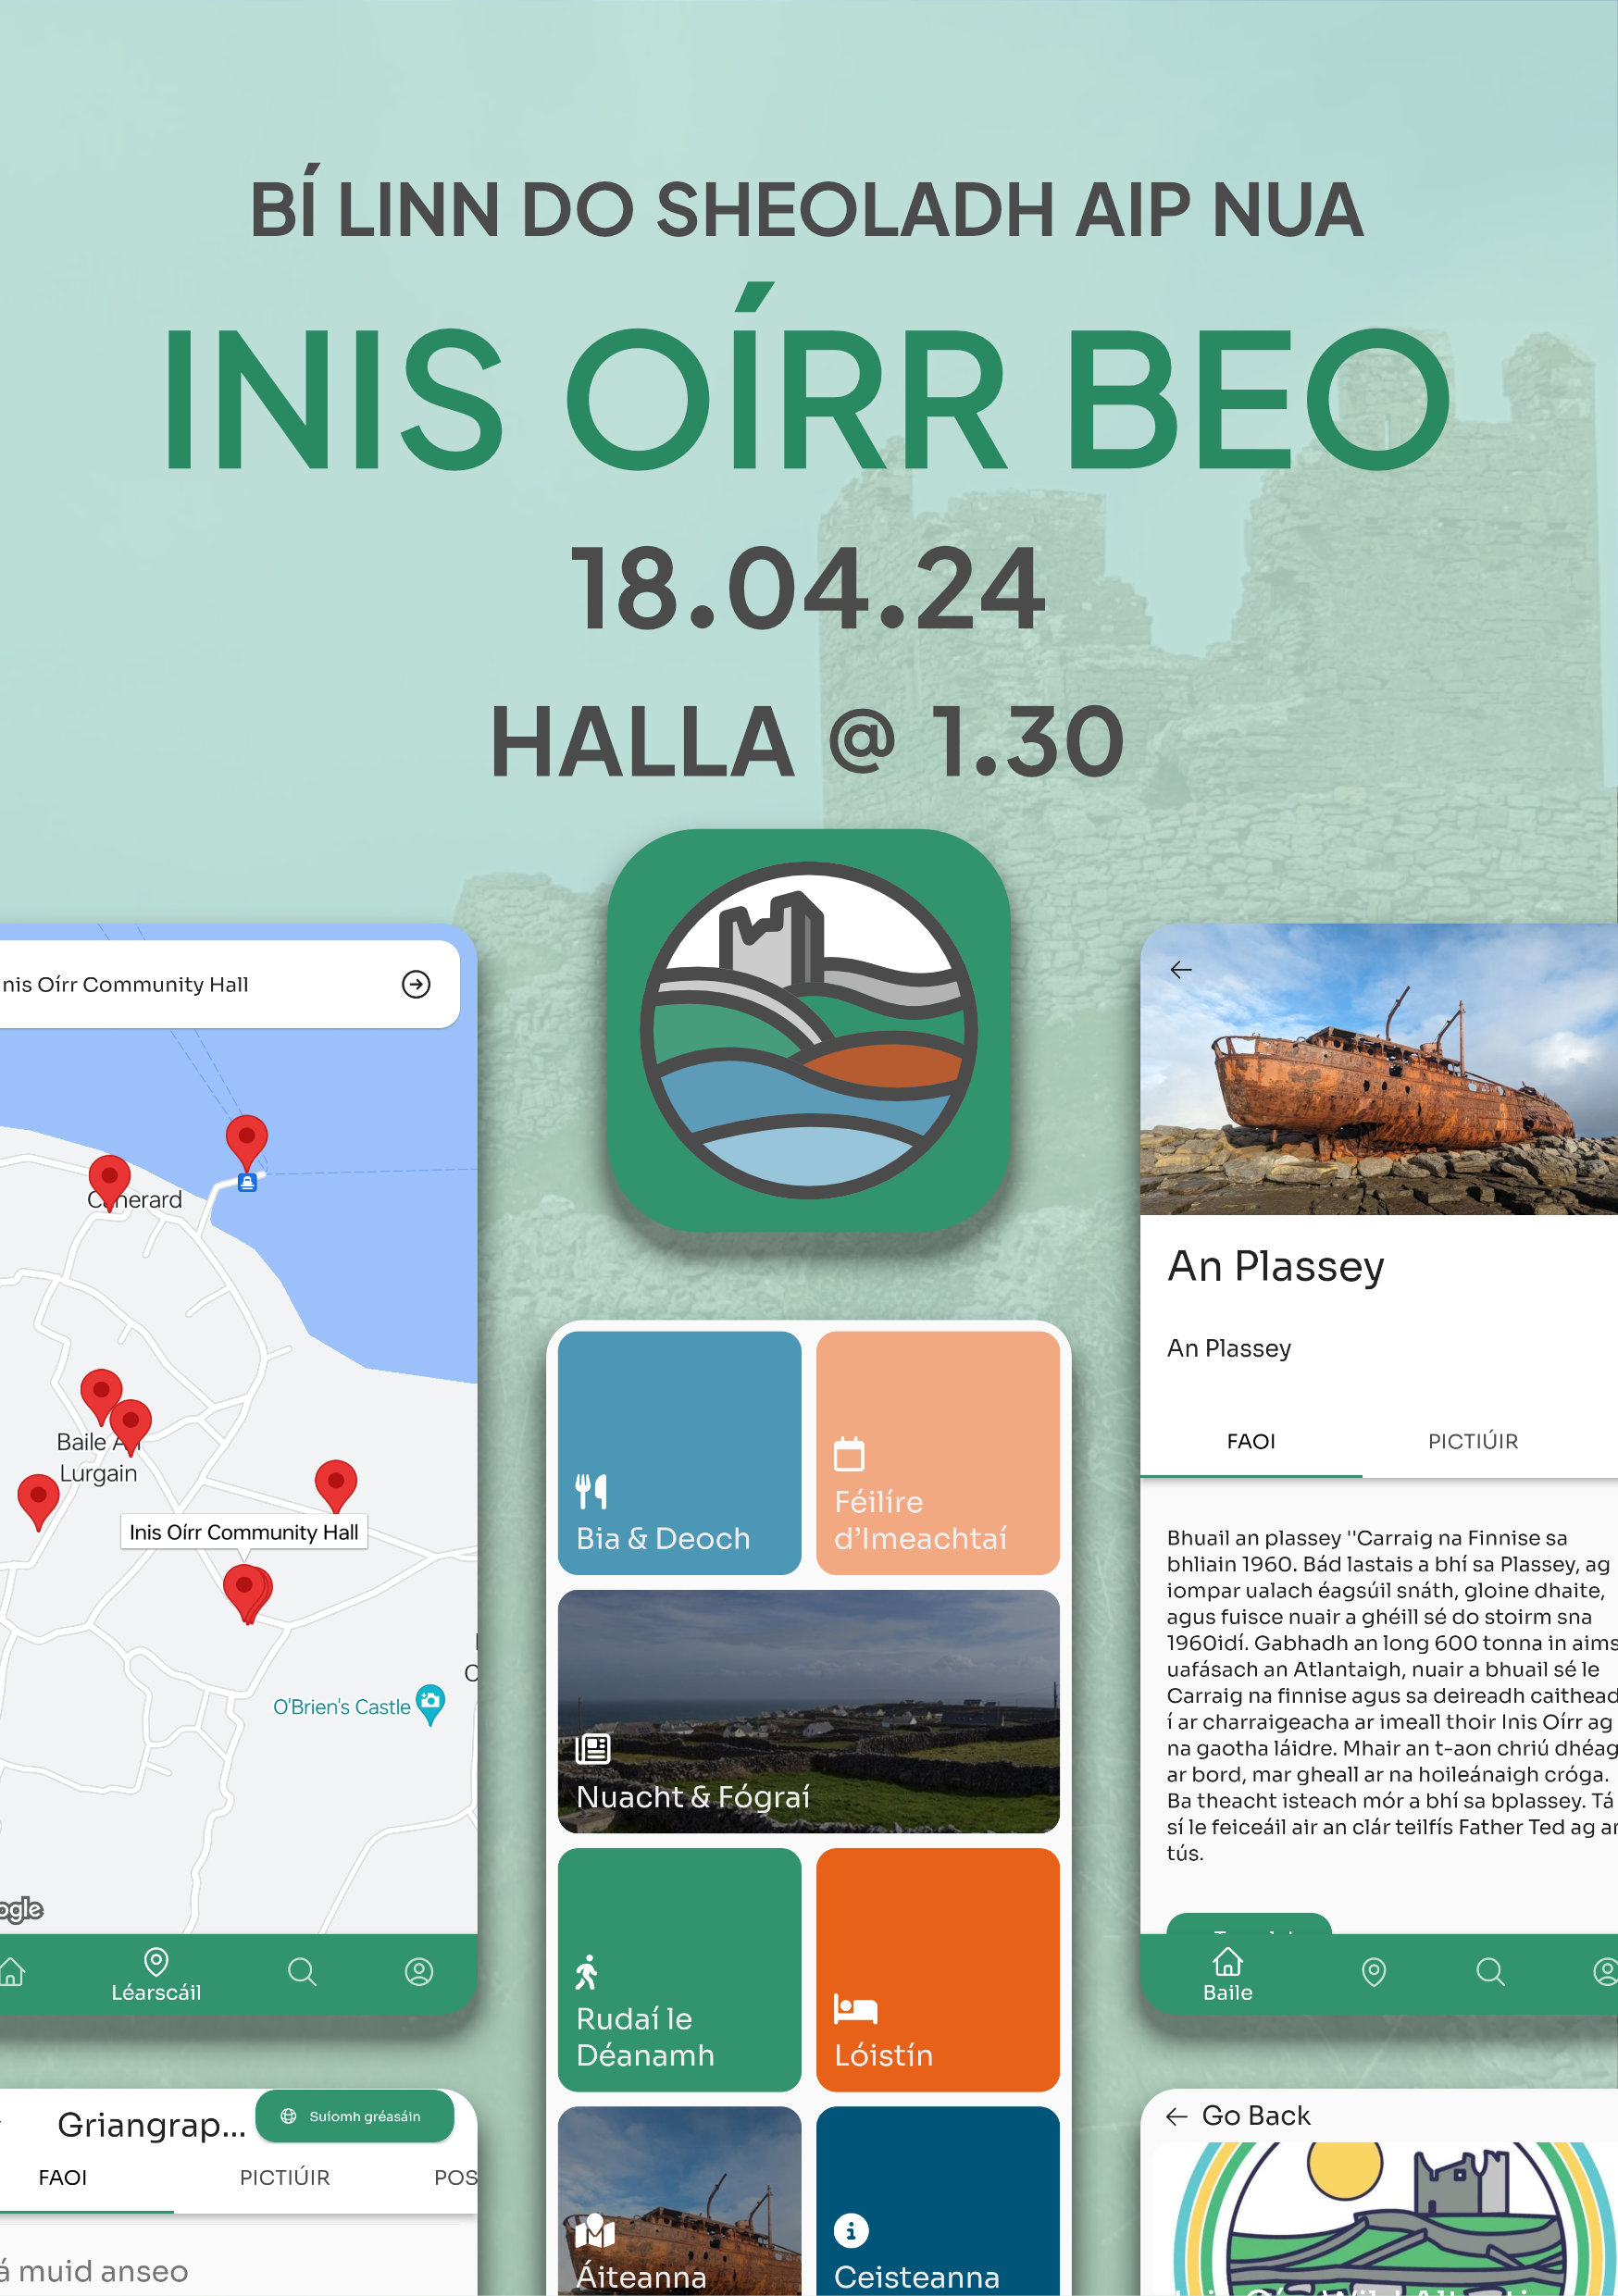 BÍ LINN DO SHEOLADH AIP NUA
INIS OÍRR BEO
18.04.24
HALLA @ 1.30
nis Oírr Community Hall
Baile
Lurgain
Inis Oírr Community Hall
O'Brien's Castle
ogle
Léarscáil
Griangrap...
Suíomh gréasáin
FAOI
PICTIÚIR
POS
á muid anseo
Bia & Deoch
Féilíre
d'Imeachtaí
Nuacht & Fógraí
Rudaí le
Déanamh
Lóistín
Áiteanna
Ceisteanna
An Plassey
An Plassey
FAOI
PICTIÚIR
Bhuail an plassey ''Carraig na Finnise sa
bhliain 1960. Bád lastais a bhí sa Plassey, ag
iompar ualach éagsúil snáth, gloine dhaite,
agus fuisce nuair a ghéill sé do stoirm sna
1960idí. Gabhadh an long 600 tonna in aims
uafásach an Atlantaigh, nuair a bhuail sé le
Carraig na finnise agus sa deireadh caithead
í ar charraigeacha ar imeall thoir Inis Oírr ag
na gaotha láidre. Mhair an t-aon chriú dhéag
ar bord, mar gheall ar na hoileánaigh cróga.
Ba theacht isteach mór a bhí sa bplassey. Tá
sí le feiceáil air an clár teilfís Father Ted ag an
tús.
Baile
Go Back